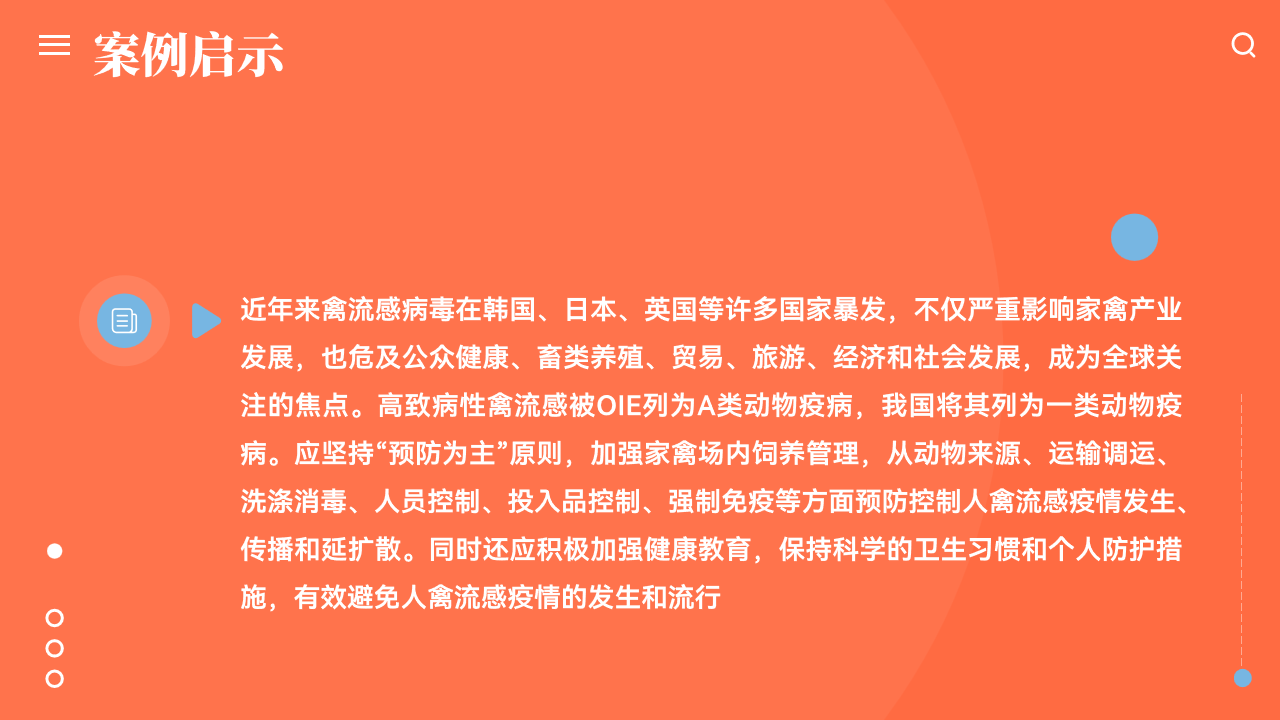 案例启示
近年来禽流感病毒在韩国、日本、英国等许多国家暴发，不仅严重影响家禽产业
发展，也危及公众健康、畜类养殖、贸易、旅游、经济和社会发展，成为全球关
注的焦点。高致病性禽流感被OIE列为A类动物疫病，我国将其列为一类动物疫
病。应坚持“预防为主”原则，加强家禽场内饲养管理，从动物来源、运输调运、
洗涤消毒、人员控制、投入品控制、强制免疫等方面预防控制人禽流感疫情发生、
传播和延扩散。同时还应积极加强健康教育，保持科学的卫生习惯和个人防护措
施，有效避免人禽流感疫情的发生和流行